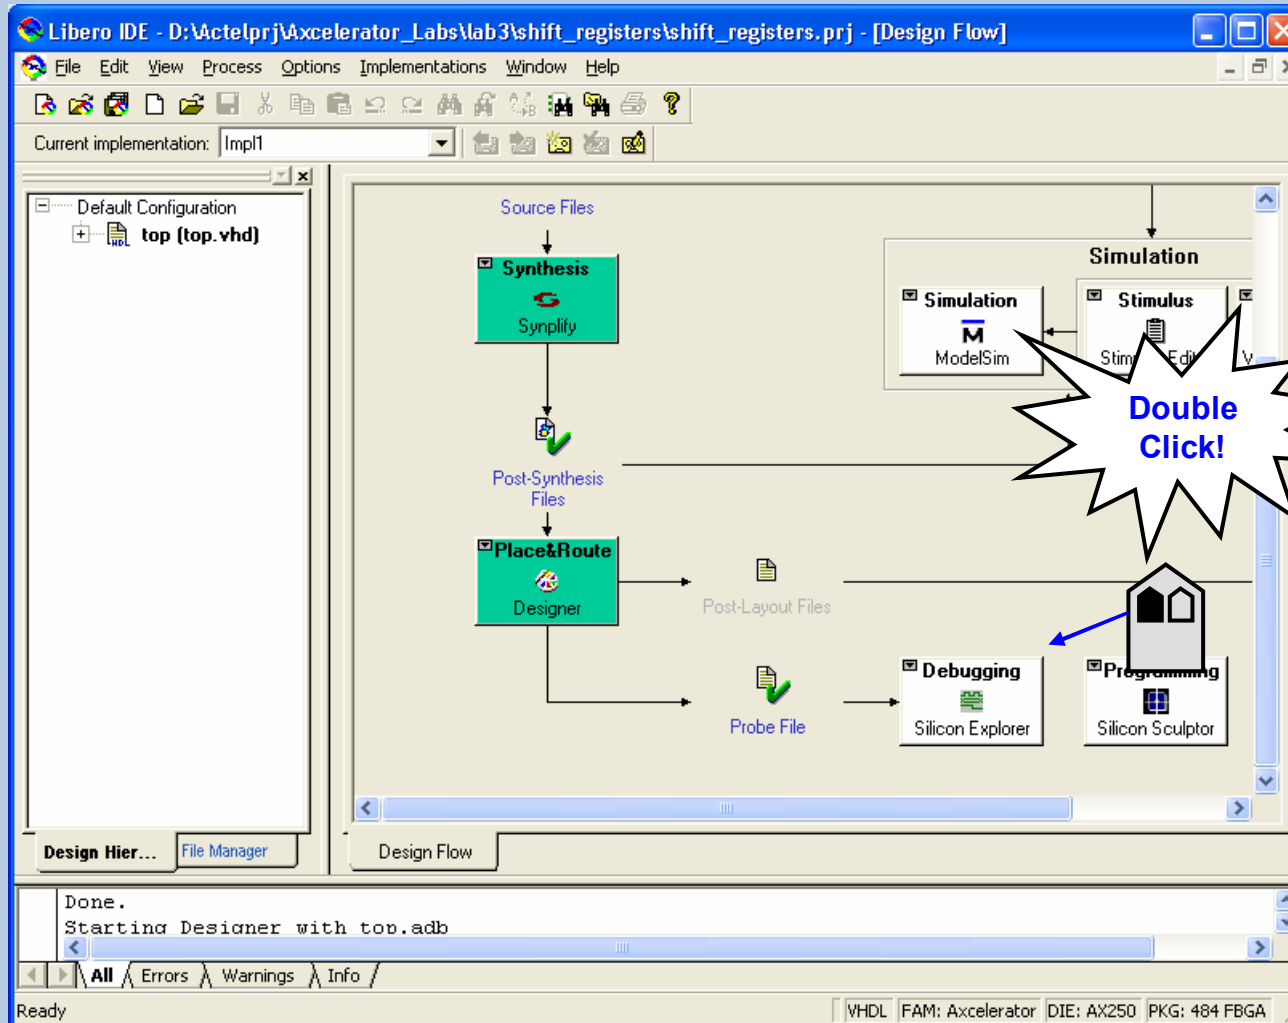 Libero IDE - D:\Actelprj\Axcelerator_Labs\lab3\shift_registers\shift_registers.prj - [Design Flow]
File Edit View Process Options Implementations Window Help
Current implementation: Impl1
Default Configuration
HDL top (top.vhd)
Source Files
Synthesis
Synplify
Post-Synthesis
Files
Place&Route
Designer
Post-Layout Files
Probe File
Simulation
Simulation
M
ModelSim
Stimulus
Double
Click!
Debugging
Silicon Explorer
Programming
Silicon Sculptor
Design Hier... File Manager
Design Flow
Done.
Starting Designer with top.adb
All Errors Warnings Info
Ready VHDL FAM: Axcelerator DIE: AX250 PKG: 484 FBGA